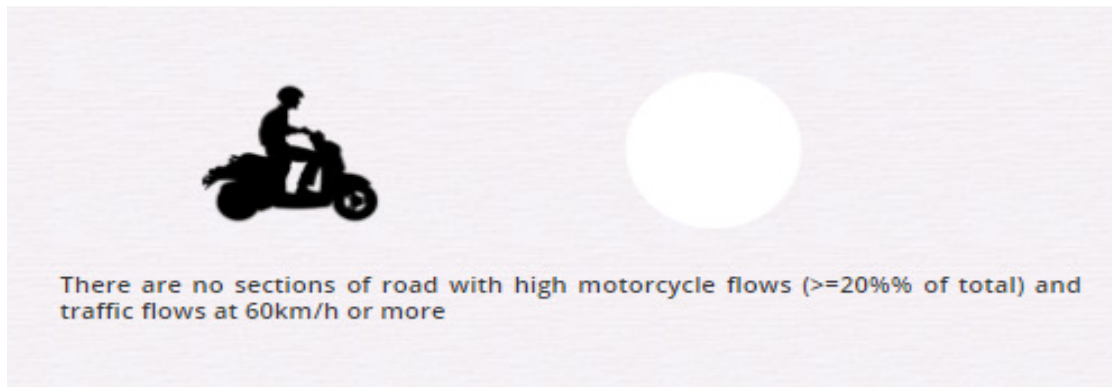 There are no sections of road with high motorcycle flows (>=20%% of total) and
traffic flows at 60km/h or more